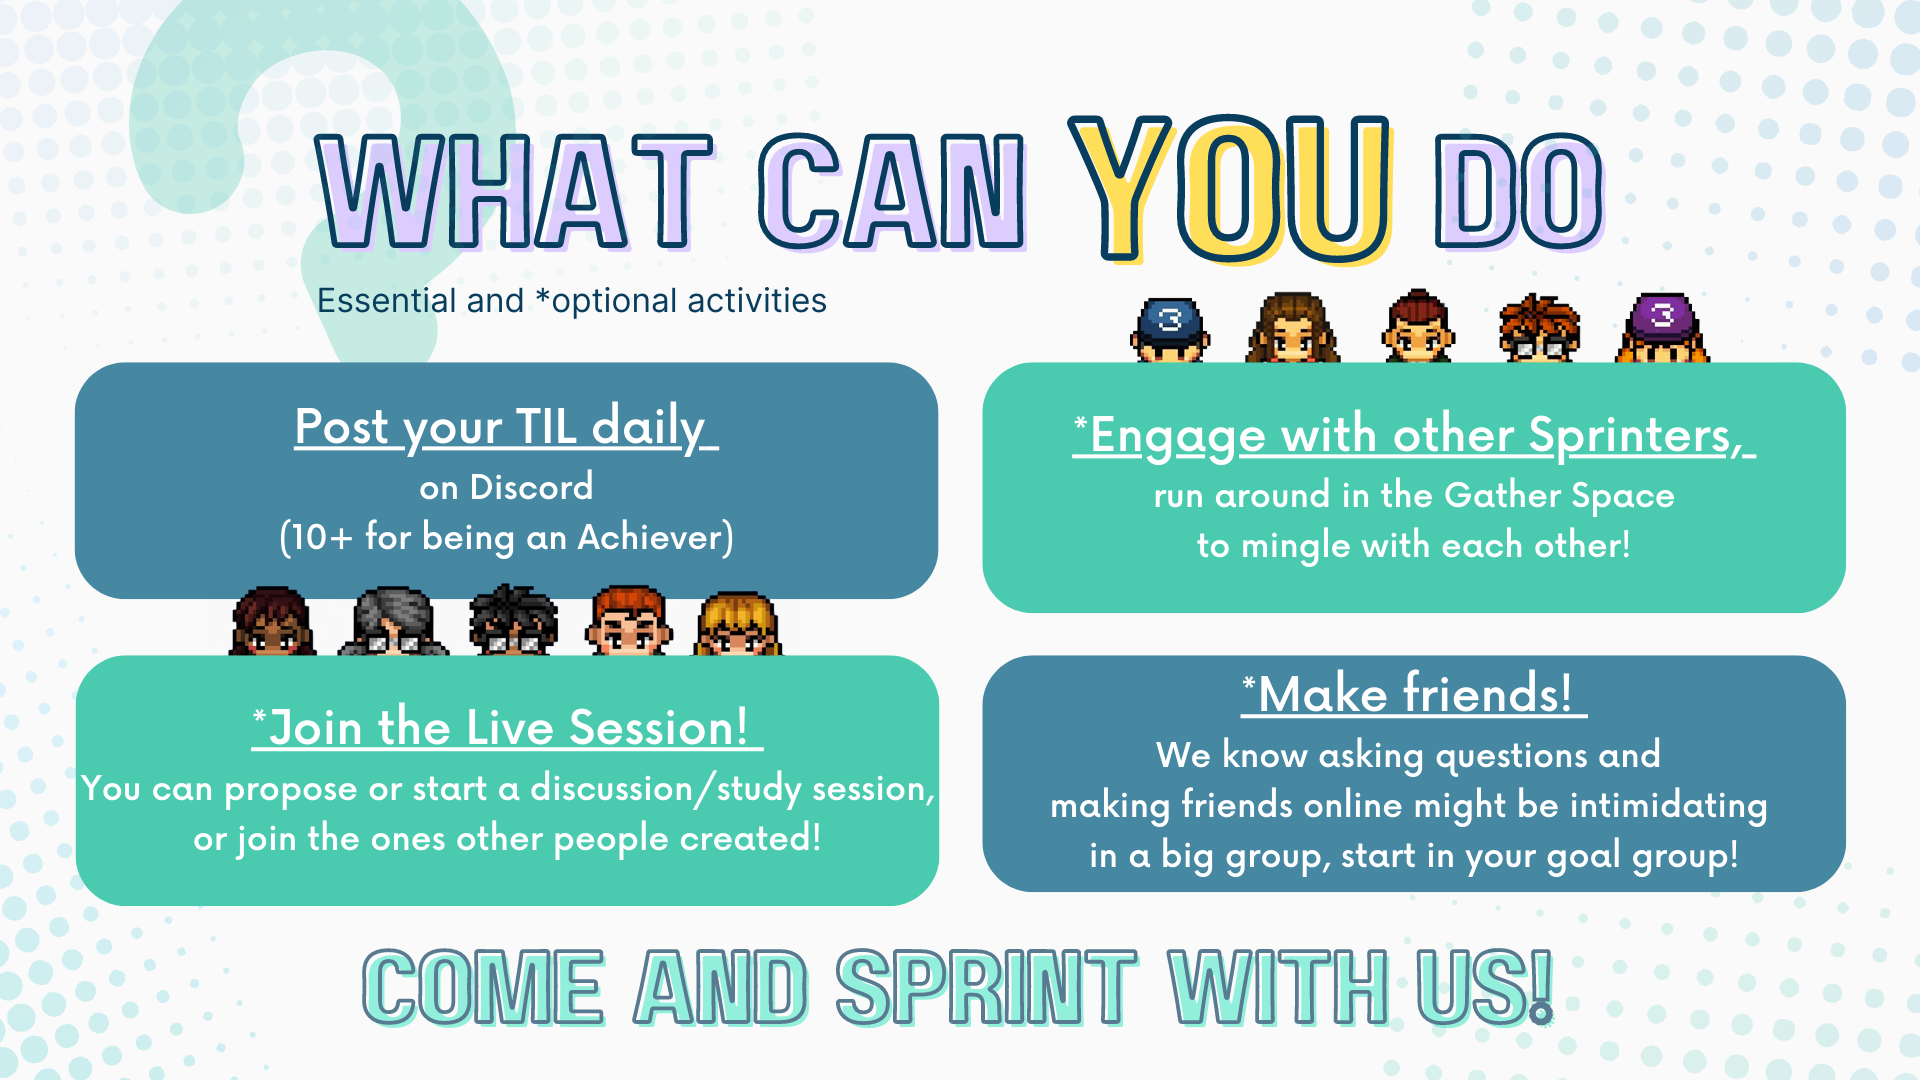 WHAT CAN YOU DO
Essential and *optional activities
3
3
Post your TIL daily
on Discord
(10+ for being an Achiever)
*Engage with other Sprinters,
run around in the Gather Space
to mingle with each other!
*Join the Live Session!
You can propose or start a discussion/study session,
or join the ones other people created!
*Make friends!
We know asking questions and
making friends online might be intimidating
in a big group, start in your goal group!
COME AND SPRINT WITH US!